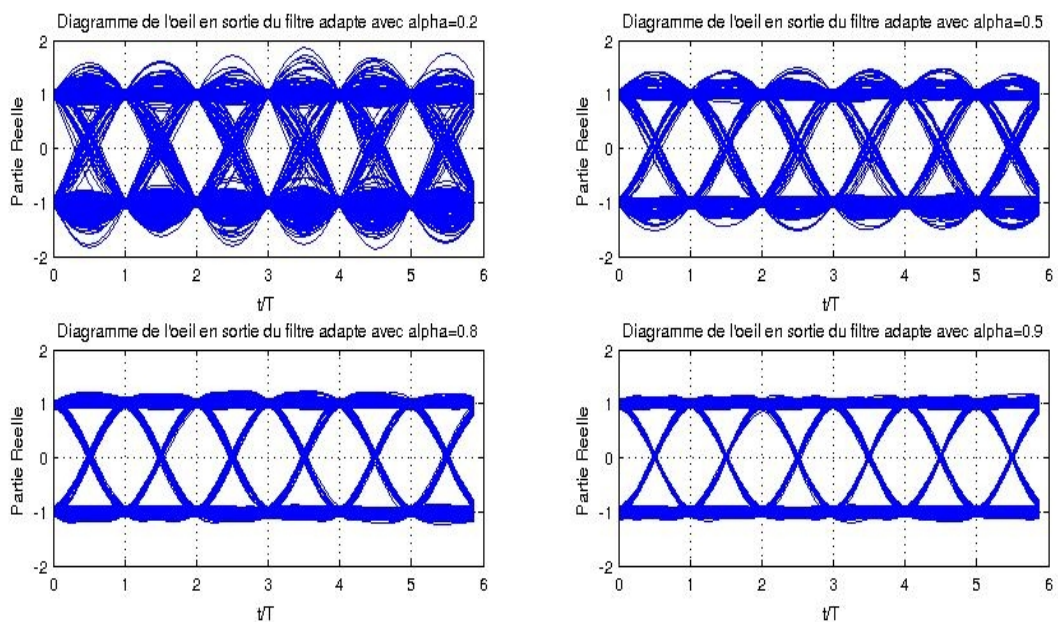 Diagramme de l'oeil en sortie du filtre adapte avec alpha=0.2
2
1
0
-1
-2
Partie Reelle
0 1 2 3 4 5 6
t/T
Diagramme de l'oeil en sortie du filtre adapte avec alpha=0.5
2
1
0
-1
-2
Partie Reelle
0 1 2 3 4 5 6
t/T
Diagramme de l'oeil en sortie du filtre adapte avec alpha=0.8
2
1
0
-1
-2
Partie Reelle
0 1 2 3 4 5 6
t/T
Diagramme de l'oeil en sortie du filtre adapte avec alpha=0.9
2
1
0
-1
-2
Partie Reelle
0 1 2 3 4 5 6
t/T